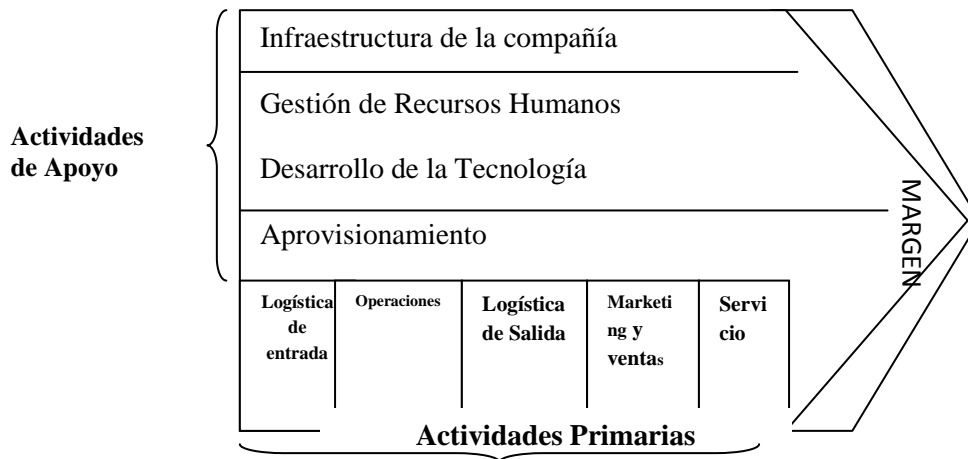 Infraestructura de la compañía
Gestión de Recursos Humanos
Actividades
de Apoyo
Desarrollo de la Tecnología
Aprovisionamiento
MARGEN
Logística
de
entrada
Operaciones
Logística
de Salida
Marketi
ng y
ventas
Servi
cio
Actividades Primarias